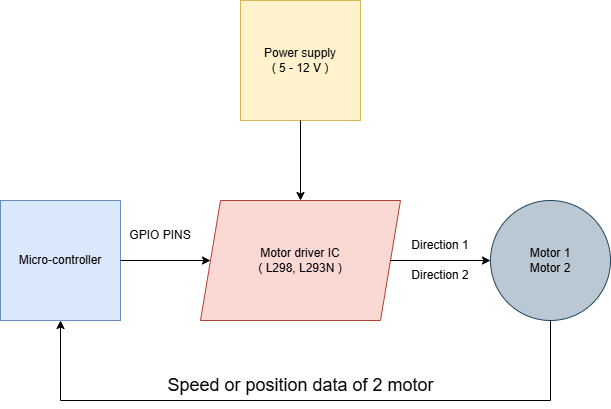 Power supply
( 5 - 12 V )
GPIO PINS
Micro-controller
Motor driver IC
( L298, L293N )
Direction 1
Direction 2
Motor 1
Motor 2
Speed or position data of 2 motor